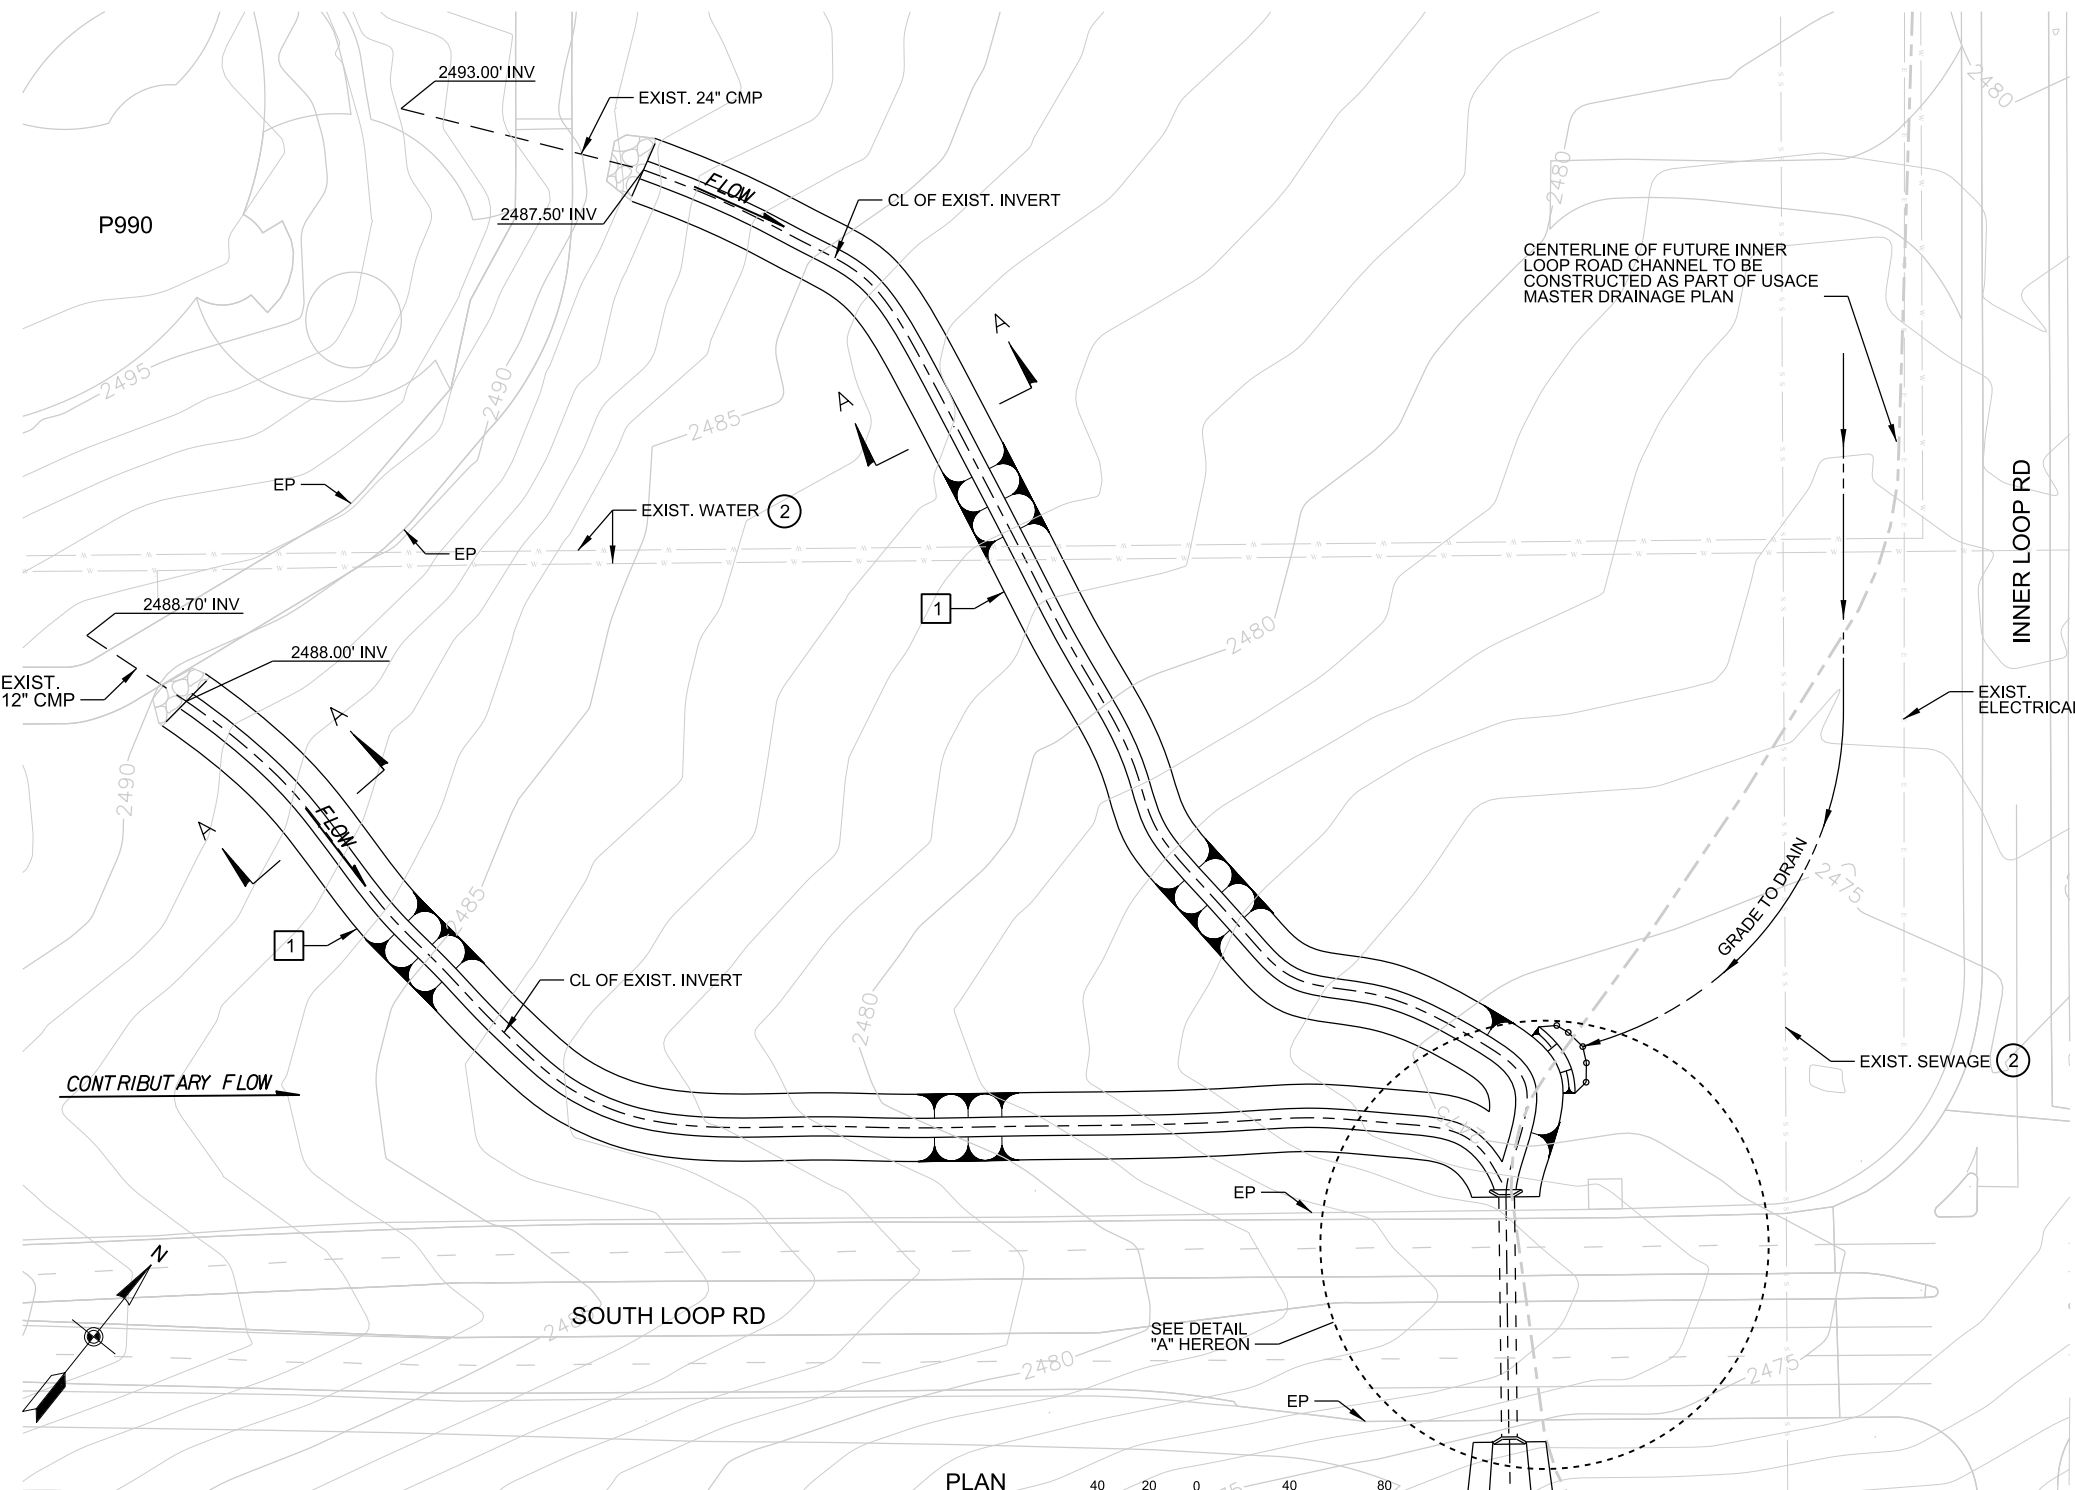 2493.00' INV
EXIST. 24" CMP
2480
FLOW
CL OF EXIST. INVERT
2480
2487.50' INV
P990
CENTERLINE OF FUTURE INNER
LOOP ROAD CHANNEL TO BE
CONSTRUCTED AS PART OF USACE
MASTER DRAINAGE PLAN
A
A
2495
2490
2485
EP
EXIST. WATER 2
EP
INNER LOOP RD
2488.70' INV
1
2480
2488.00' INV
EXIST.
12" CMP
EXIST.
ELECTRICAL
A
2490
A
FLOW
GRADE TO DRAIN
2475
2485
1
CL OF EXIST. INVERT
2480
CONTRIBUTARY FLOW
EXIST. SEWAGE 2
2475
EP
N
SOUTH LOOP RD
SEE DETAIL
"A" HEREON
2480
2475
EP
PLAN
40 20 0 40 80